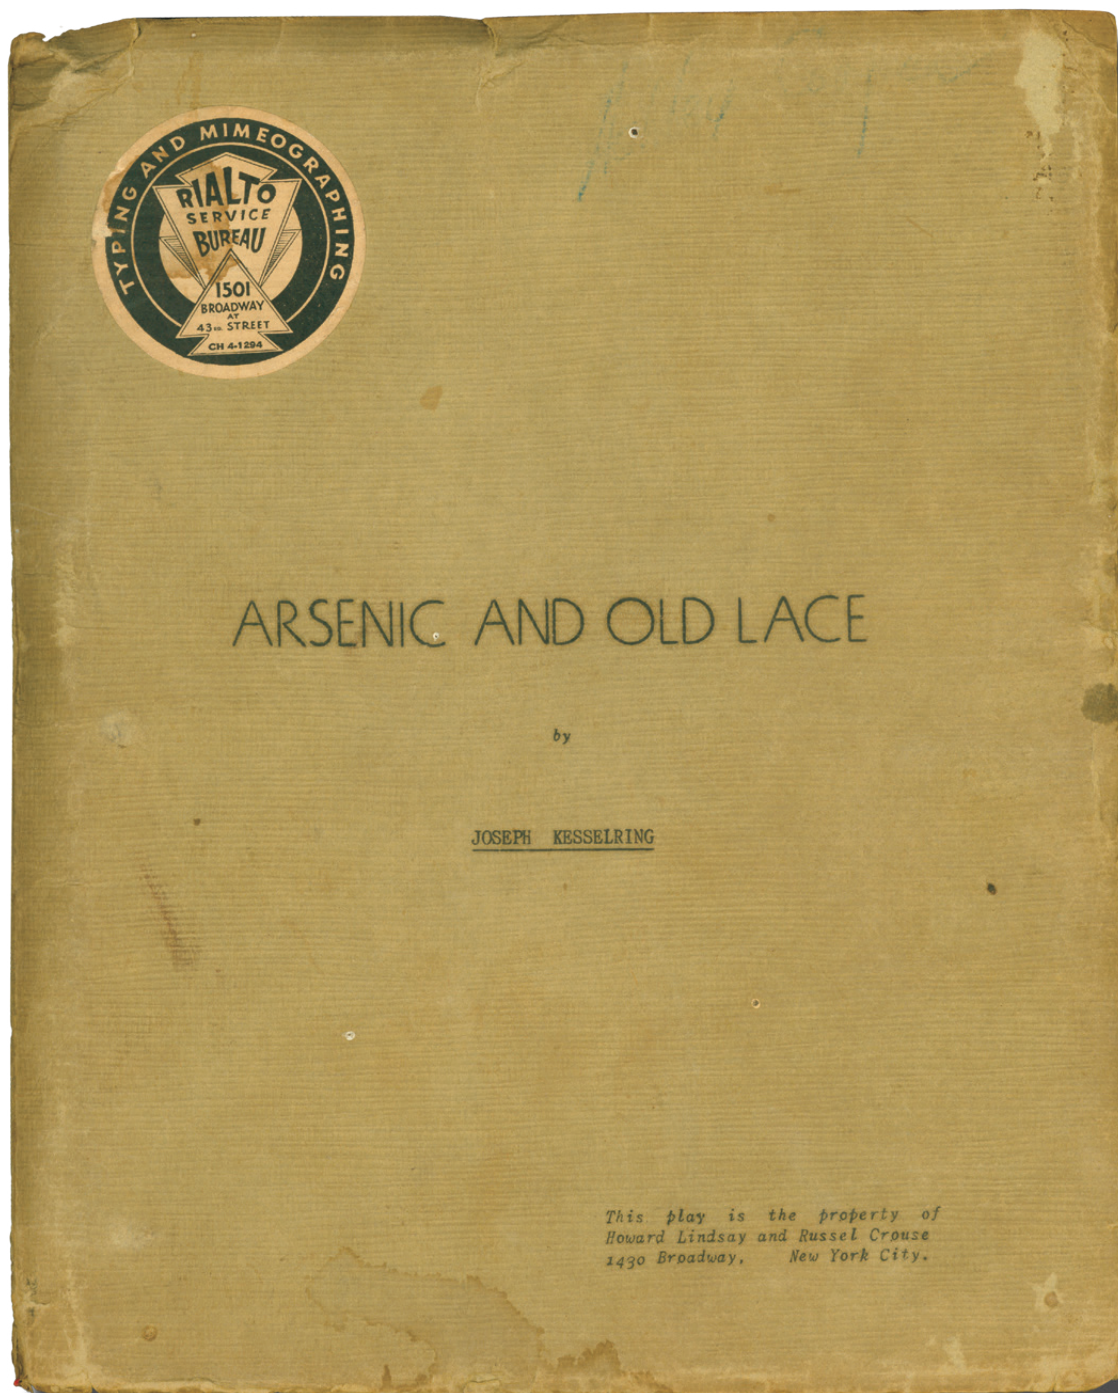 TYPING AND MIMEOGRAPHING
RIALTO
SERVICE
BUREAU
1501
BROADWAY
AT
43RD. STREET
CH 4-1294
ARSENIC AND OLD LACE
by
JOSEPH KESSELRING
This play is the property of
Howard Lindsay and Russel Crouse
1430 Broadway, New York City.